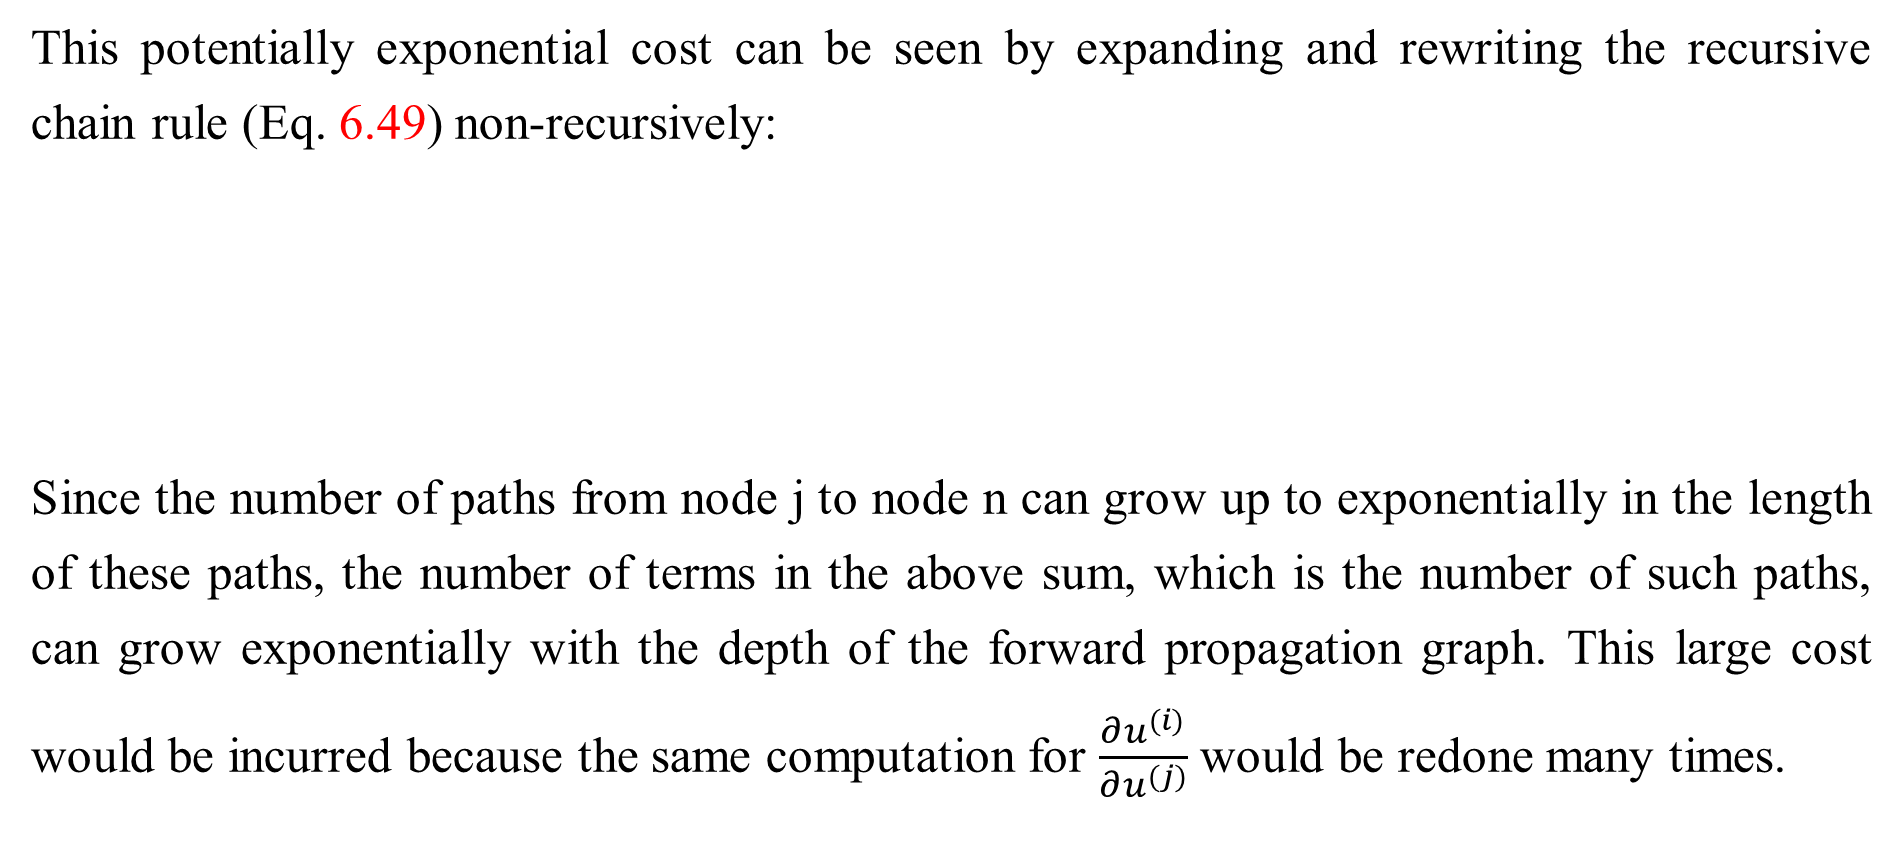 This potentially exponential cost can be seen by expanding and rewriting the recursive
chain rule (Eq. 6.49) non-recursively:
Since the number of paths from node j to node n can grow up to exponentially in the length
of these paths, the number of terms in the above sum, which is the number of such paths,
can grow exponentially with the depth of the forward propagation graph. This large cost
would be incurred because the same computation for ∂u⁽ⁱ⁾/∂u⁽ʲ⁾ would be redone many times.